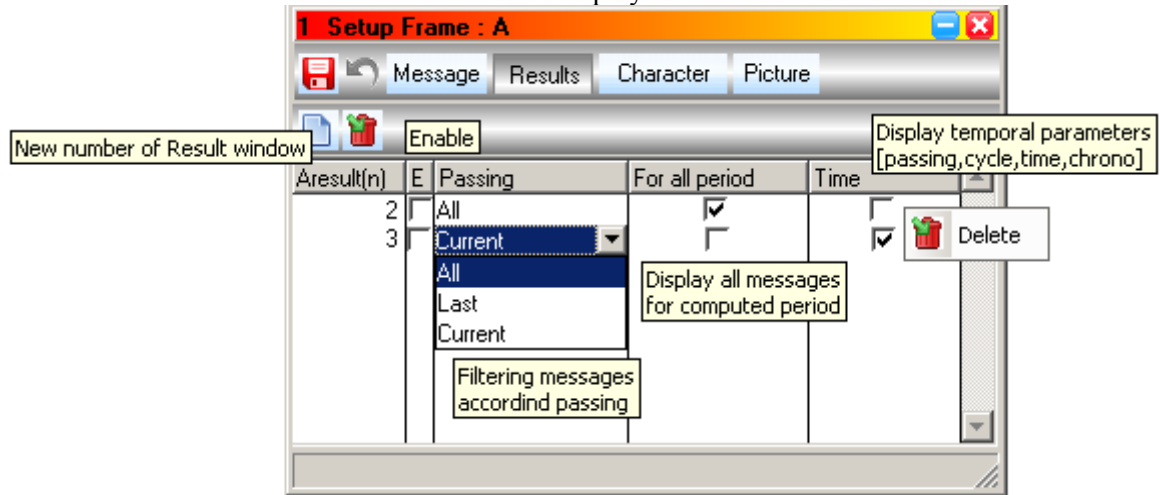 1 Setup Frame : A
Message Results Character Picture
New number of Result window
Enable
Display temporal parameters
[passing,cycle,time,chrono]
Aresult(n) E Passing For all period Time
2 All
3 Current
Delete
All
Last
Current
Display all messages
for computed period
Filtering messages
accordind passing